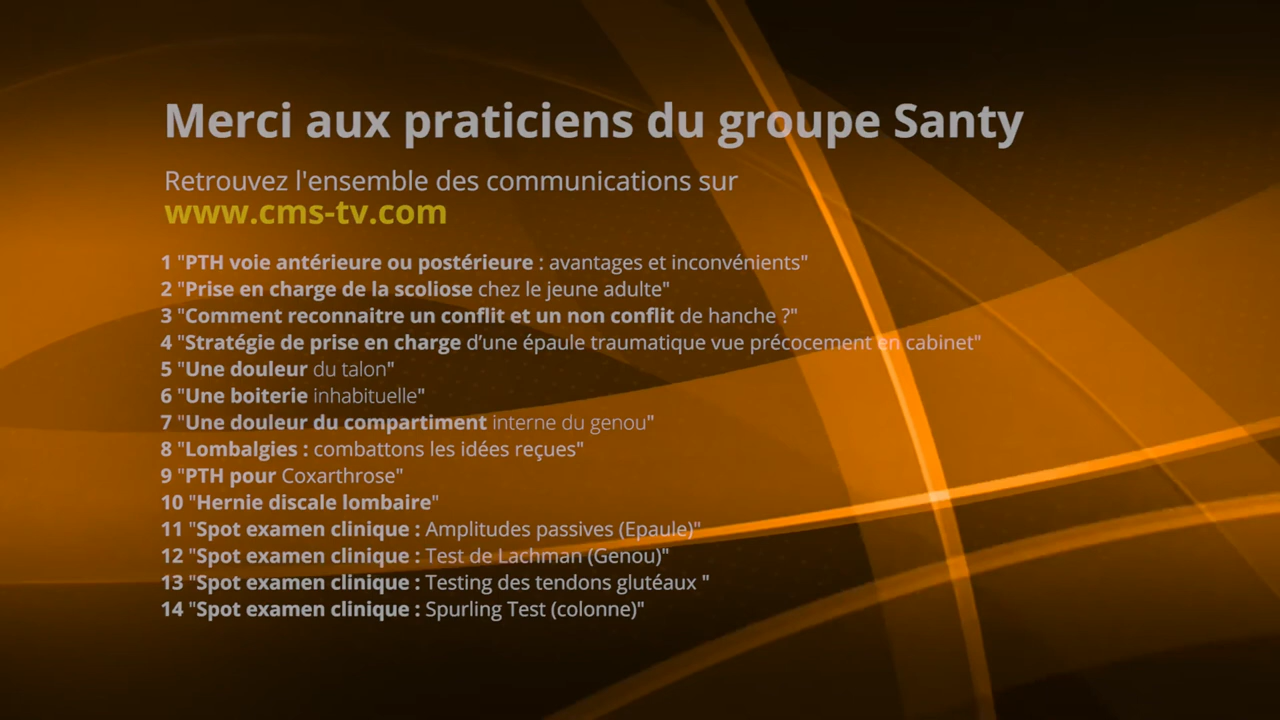 Merci aux praticiens du groupe Santy
Retrouvez l'ensemble des communications sur
www.cms-tv.com
1 "PTH voie antérieure ou postérieure : avantages et inconvénients"
2 "Prise en charge de la scoliose chez le jeune adulte"
3 "Comment reconnaitre un conflit et un non conflit de hanche ?"
4 "Stratégie de prise en charge d’une épaule traumatique vue précocement en cabinet"
5 "Une douleur du talon"
6 "Une boiterie inhabituelle"
7 "Une douleur du compartiment interne du genou"
8 "Lombalgies : combattons les idées reçues"
9 "PTH pour Coxarthrose"
10 "Hernie discale lombaire"
11 "Spot examen clinique : Amplitudes passives (Epaule)"
12 "Spot examen clinique : Test de Lachman (Genou)"
13 "Spot examen clinique : Testing des tendons glutéaux "
14 "Spot examen clinique : Spurling Test (colonne)"